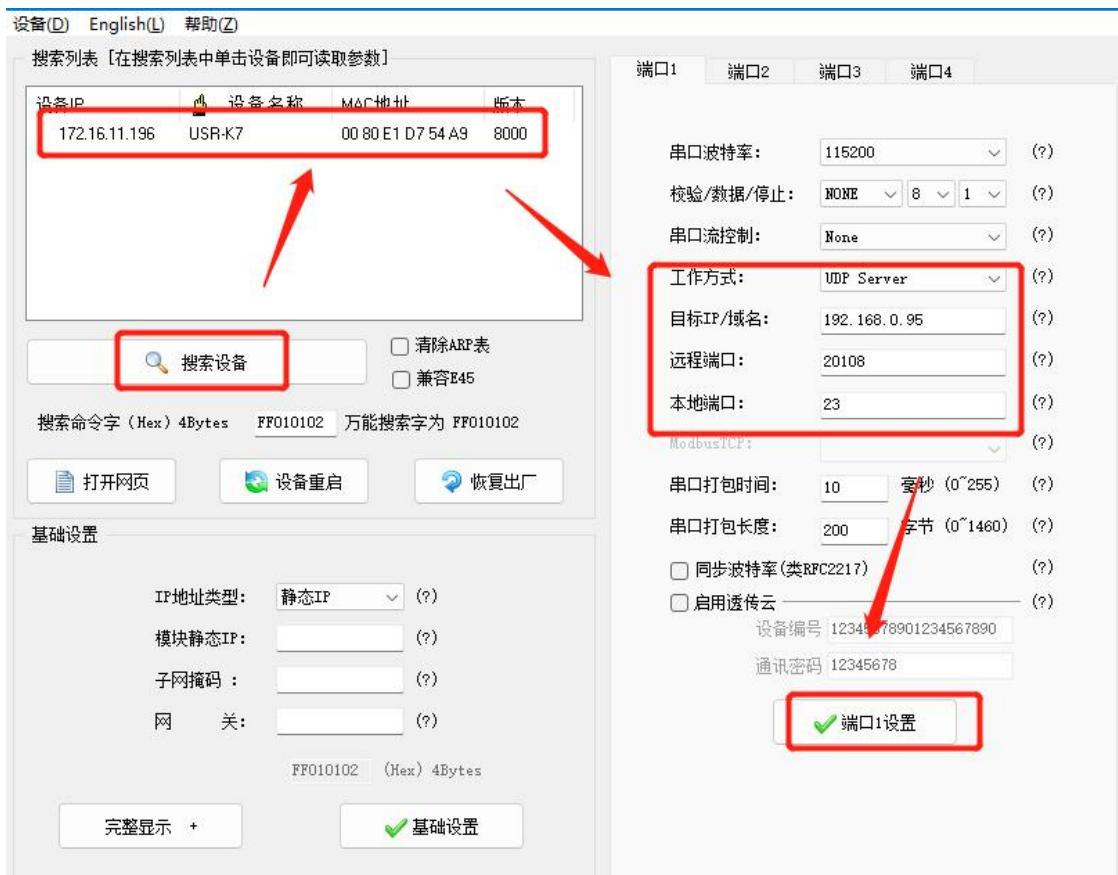 设备(D) English(L) 帮助(Z)
搜索列表 [在搜索列表中单击设备即可读取参数]
设备IP 设备名称 MAC地址 版本
172.16.11.196 USR-K7 00 80 E1 D7 54 A9 8000
搜索设备
清除ARP表
兼容E45
搜索命令字 (Hex) 4Bytes FF010102 万能搜索字为 FF010102
打开网页 设备重启 恢复出厂
基础设置
IP地址类型: 静态IP (?)
模块静态IP: (?)
子网掩码 : (?)
网 关: (?)
FF010102 (Hex) 4Bytes
完整显示 + 基础设置
端口1 端口2 端口3 端口4
串口波特率: 115200 (?)
校验/数据/停止: NONE 8 1 (?)
串口流控制: None (?)
工作方式: UDP Server (?)
目标IP/域名: 192.168.0.95 (?)
远程端口: 20108 (?)
本地端口: 23 (?)
ModbusTCP: (?)
串口打包时间: 10 毫秒 (0~255) (?)
串口打包长度: 200 字节 (0~1460) (?)
同步波特率(类RFC2217) (?)
启用透传云 (?)
设备编号 12345678901234567890
通讯密码 12345678
端口1设置